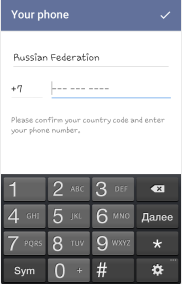 Your phone
Russian Federation
+7 --- --- ----
Please confirm your country code and enter
your phone number.
1 2 ABC 3 DEF
4 GHI 5 JKL 6 MNO Далее
7 PQRS 8 TUV 9 WXYZ *
Sym 0 + #